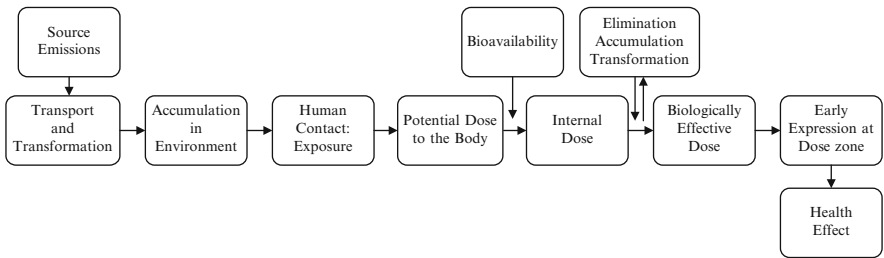 Source
Emissions
Bioavailability
Elimination
Accumulation
Transformation
Transport
and
Transformation
Accumulation
in
Environment
Human
Contact:
Exposure
Potential Dose
to the Body
Internal
Dose
Biologically
Effective
Dose
Early
Expression at
Dose zone
Health
Effect